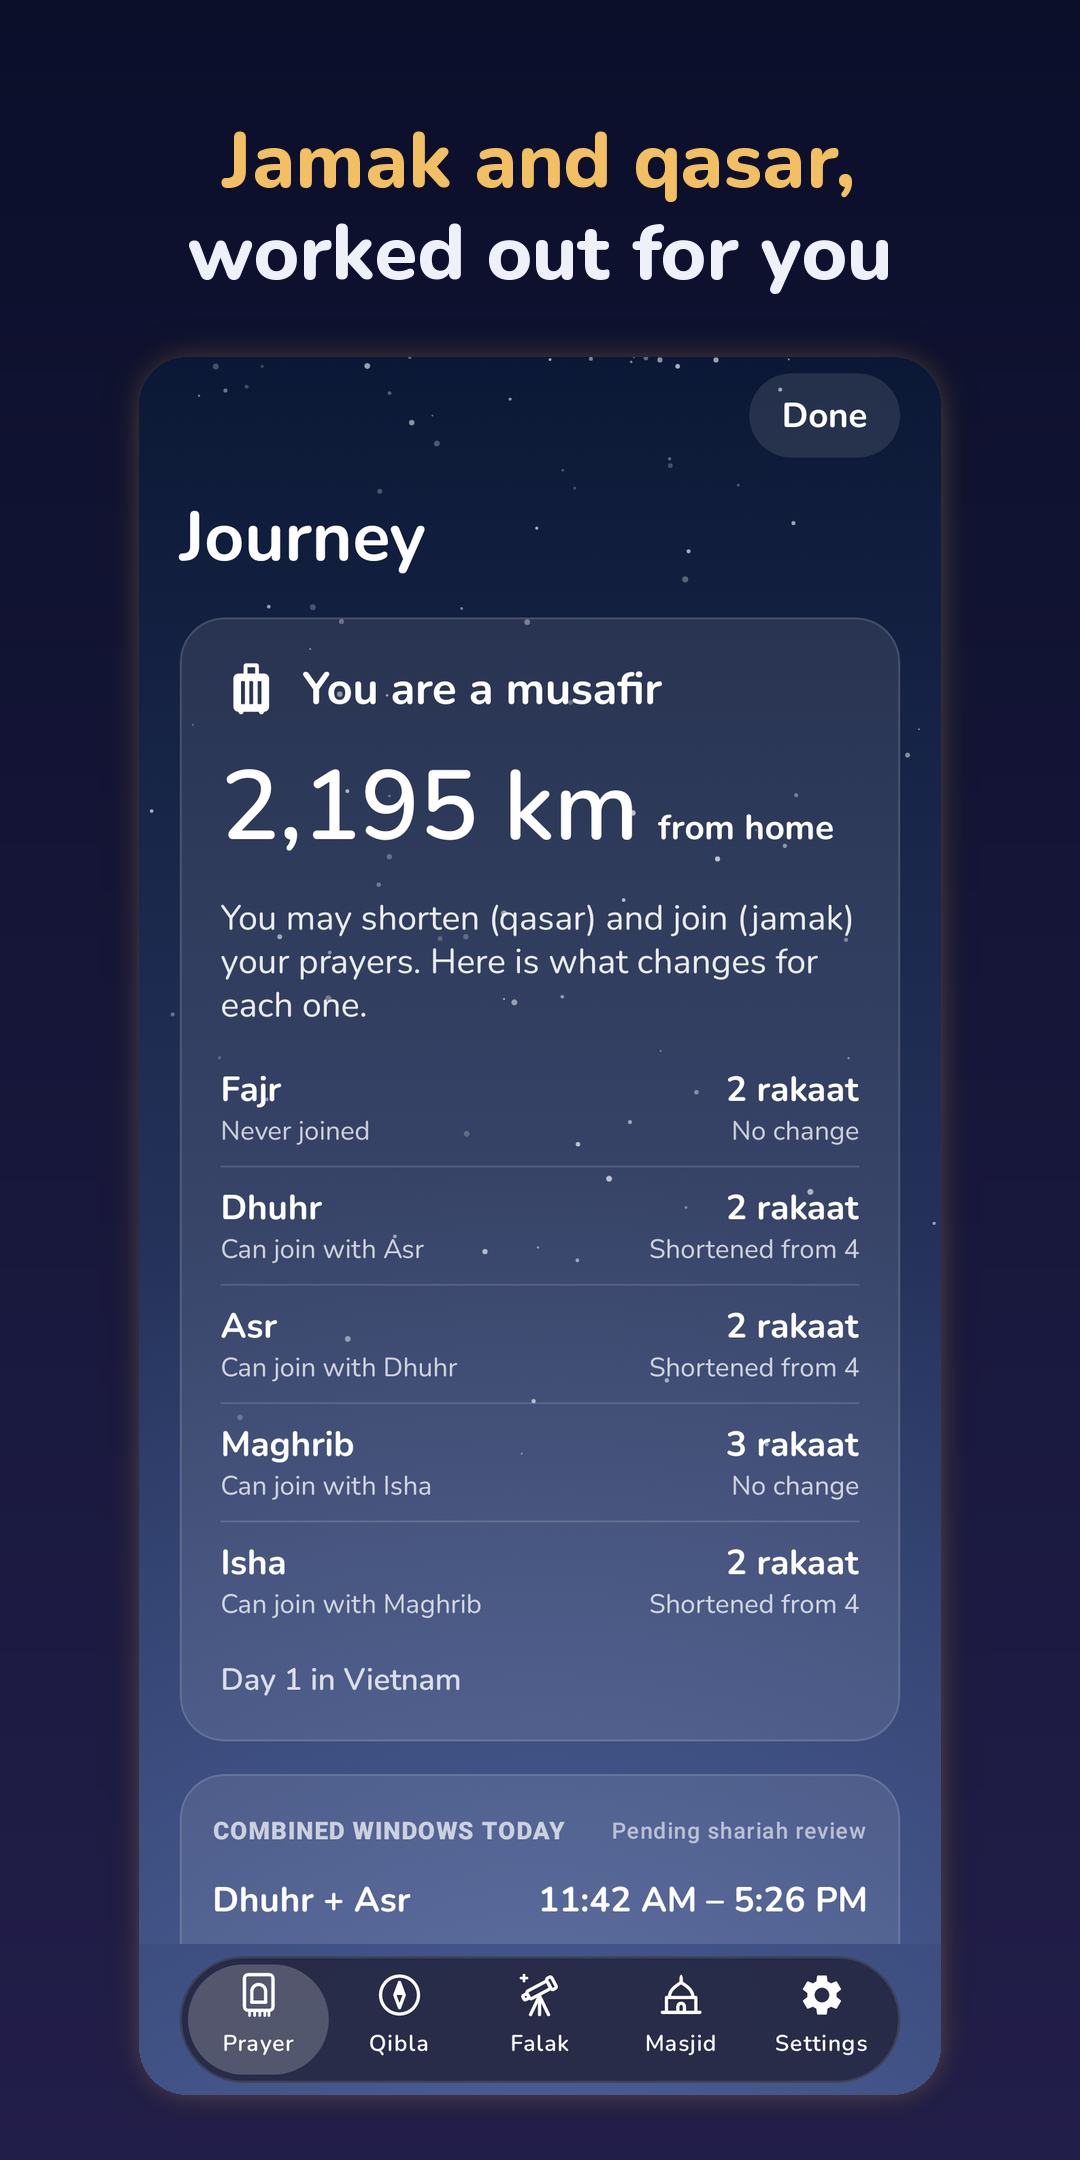 Jamak and qasar,
worked out for you
Done
Journey
You are a musafir
2,195 km from home
You may shorten (qasar) and join (jamak)
your prayers. Here is what changes for
each one.
Fajr 2 rakaat
Never joined No change
Dhuhr 2 rakaat
Can join with Asr Shortened from 4
Asr 2 rakaat
Can join with Dhuhr Shortened from 4
Maghrib 3 rakaat
Can join with Isha No change
Isha 2 rakaat
Can join with Maghrib Shortened from 4
Day 1 in Vietnam
COMBINED WINDOWS TODAY Pending shariah review
Dhuhr + Asr 11:42 AM – 5:26 PM
Prayer Qibla Falak Masjid Settings